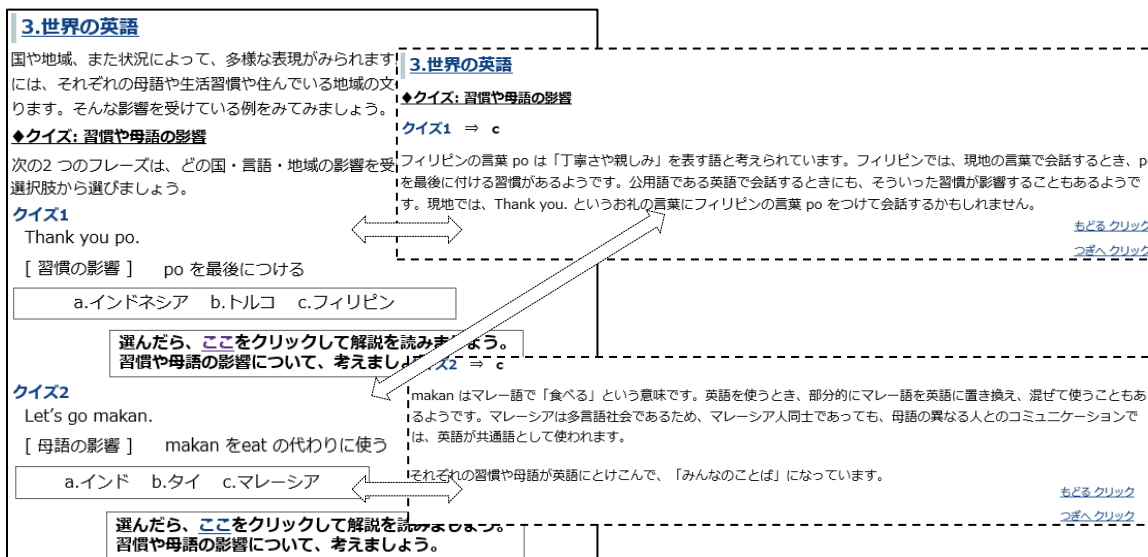 3.世界の英語
国や地域、また状況によって、多様な表現がみられます
には、それぞれの母語や生活習慣や住んでいる地域の文
ります。そんな影響を受けている例をみてみましょう。
◆クイズ: 習慣や母語の影響
次の2 つのフレーズは、どの国・言語・地域の影響を受
選択肢から選びましょう。
クイズ1
Thank you po.
[ 習慣の影響 ] po を最後につける
a.インドネシア b.トルコ c.フィリピン
選んだら、ここをクリックして解説を読みましょう。
習慣や母語の影響について、考えましょ
クイズ2
Let's go makan.
[ 母語の影響 ] makan をeat の代わりに使う
a.インド b.タイ c.マレーシア
選んだら、ここをクリックして解説を読みましょう。
習慣や母語の影響について、考えましょう。
3.世界の英語
◆クイズ: 習慣や母語の影響
クイズ1 ⇒ c
フィリピンの言葉 po は「丁寧さや親しみ」を表す語と考えられています。フィリピンでは、現地の言葉で会話するとき、p
を最後に付ける習慣があるようです。公用語である英語で会話するときにも、そういった習慣が影響することもあるようで
す。現地では、Thank you. というお礼の言葉にフィリピンの言葉 po をつけて会話するかもしれません。
もどる クリック
つぎへ クリック
クイズ2 ⇒ c
makan はマレー語で「食べる」という意味です。英語を使うとき、部分的にマレー語を英語に置き換え、混ぜて使うこともあ
るようです。マレーシアは多言語社会であるため、マレーシア人同士であっても、母語の異なる人とのコミュニケーションで
は、英語が共通語として使われます。
それぞれの習慣や母語が英語にとけこんで、「みんなのことば」になっています。
もどる クリック
つぎへ クリック